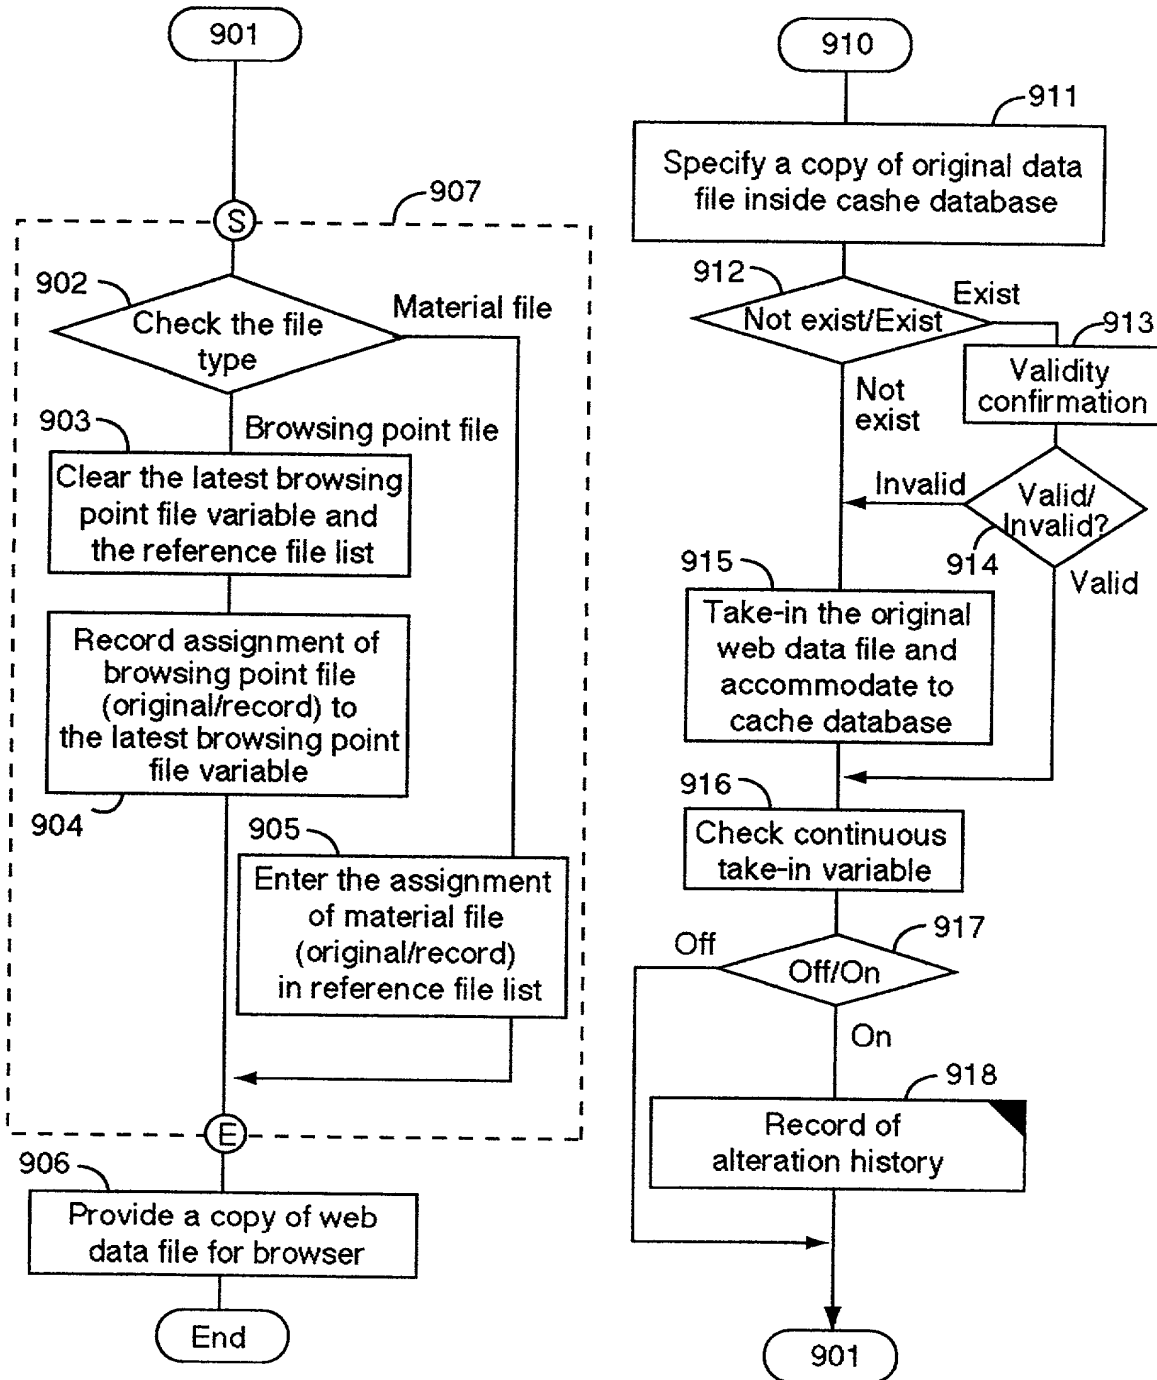 901
S
907
902
Check the file
type
Material file
903
Browsing point file
Clear the latest browsing
point file variable and
the reference file list
Record assignment of
browsing point file
(original/record) to
the latest browsing point
file variable
904
905
Enter the assignment
of material file
(original/record)
in reference file list
E
906
Provide a copy of web
data file for browser
End
910
911
Specify a copy of original data
file inside cashe database
912
Not exist/Exist
Exist
913
Validity
confirmation
Not
exist
Invalid
Valid/
Invalid?
914
Valid
915
Take-in the original
web data file and
accommodate to
cache database
916
Check continuous
take-in variable
917
Off
Off/On
On
918
Record of
alteration history
901